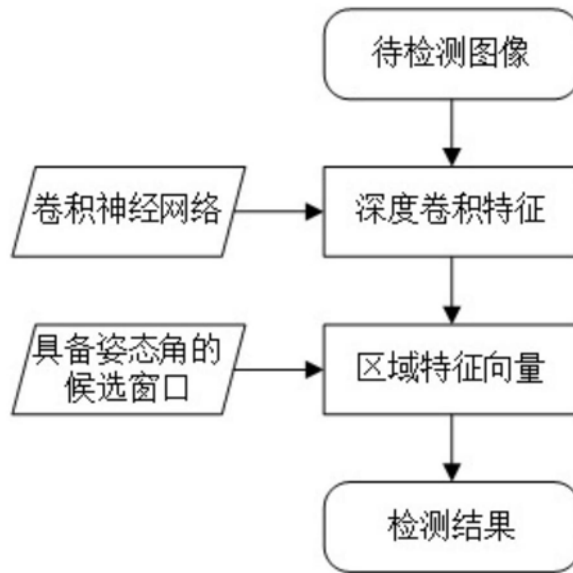 待检测图像
卷积神经网络
深度卷积特征
具备姿态角的
候选窗口
区域特征向量
检测结果